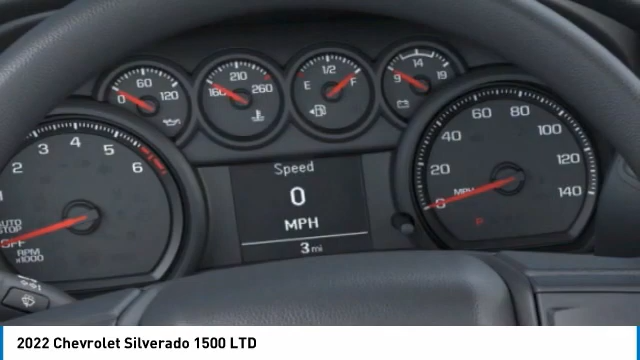 0 60 120
160 210 260
E 1/2 F
9 14 19
1 2 3 4 5 6
AUTO
STOP
OFF
RPM
x1000
Speed
0
MPH
3 mi
0 20 40 60 80 100 120 140
MPH
P
2022 Chevrolet Silverado 1500 LTD